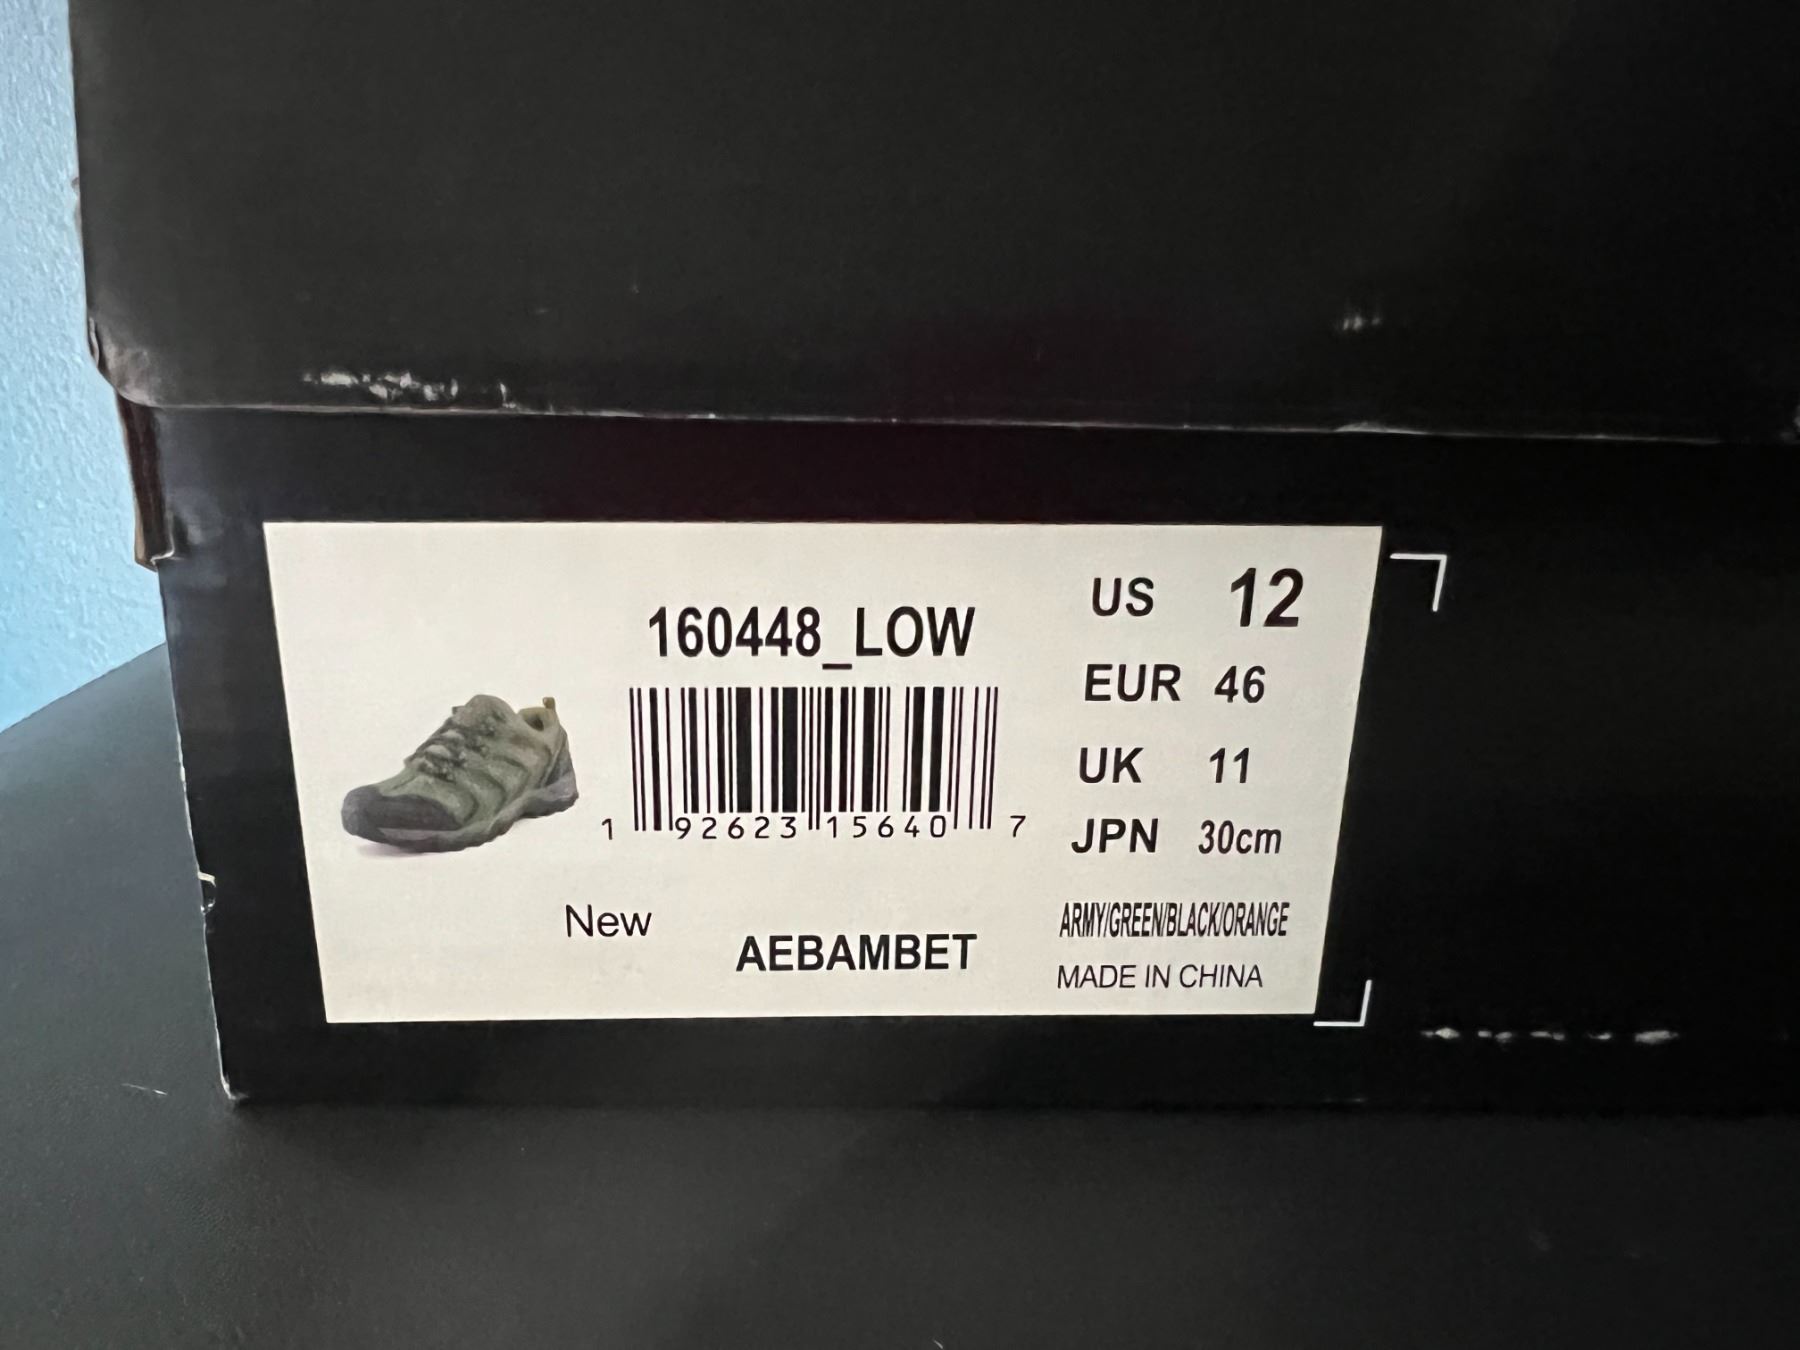 160448_LOW
1 92623 15640 7
New
AEBAMBET
US 12
EUR 46
UK 11
JPN 30cm
ARMY/GREEN/BLACK/ORANGE
MADE IN CHINA